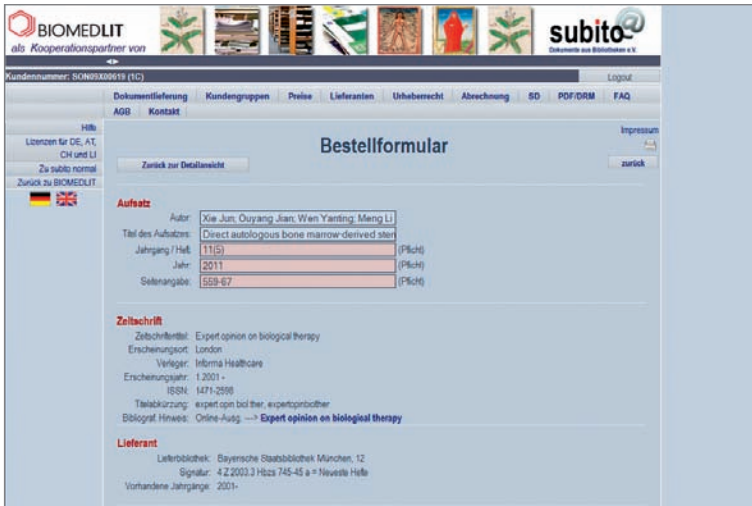 BIOMEDLIT
als Kooperationspartner von
subito
Dokumente aus Bibliotheken e.V.
Kundennummer: SON09X00619 (1C)
Logout
Dokumentlieferung Kundengruppen Preise Lieferanten Urheberrecht Abrechnung SD PDF/DRM FAQ
AGB Kontakt
Hilfe
Lizenzen für DE, AT,
CH und LI
Zu subito normal
Zurück zu BIOMEDLIT
Impressum
Bestellformular
Zurück zur Detailansicht
zurück
Aufsatz
Autor: Xie Jun; Ouyang Jian; Wen Yanting; Meng Li
Titel des Aufsatzes: Direct autologous bone marrow-derived sten
Jahrgang / Heft: 11(5) (Pflicht)
Jahr: 2011 (Pflicht)
Seitenangabe: 559-67 (Pflicht)
Zeitschrift
Zeitschriftentitel: Expert opinion on biological therapy
Erscheinungsort: London
Verleger: Informa Healthcare
Erscheinungsjahr: 1.2001 -
ISSN: 1471-2598
Titelabkürzung: expert opin biol ther, expertopinbiolther
Bibliograf. Hinweis: Online-Ausg. ---> Expert opinion on biological therapy
Lieferant
Lieferbibliothek: Bayerische Staatsbibliothek München, 12
Signatur: 4 Z 2003.3 Hbzs 745-45 a = Neueste Hefte
Vorhandene Jahrgänge: 2001-